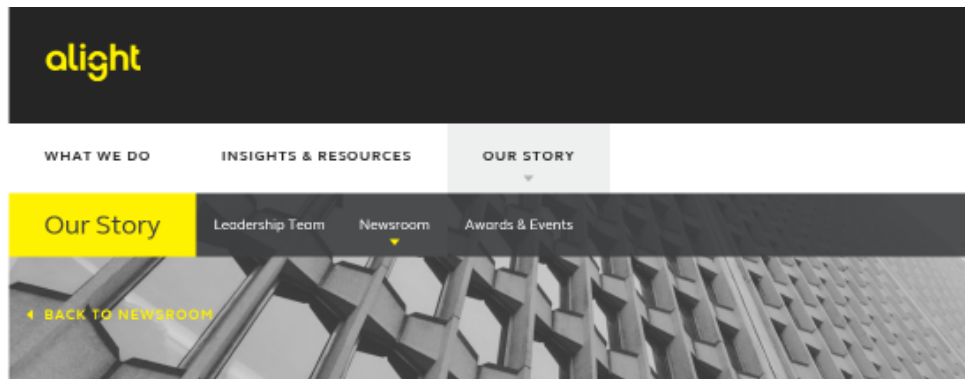 alight
WHAT WE DO INSIGHTS & RESOURCES OUR STORY
Our Story Leadership Team Newsroom Awards & Events
BACK TO NEWSROOM